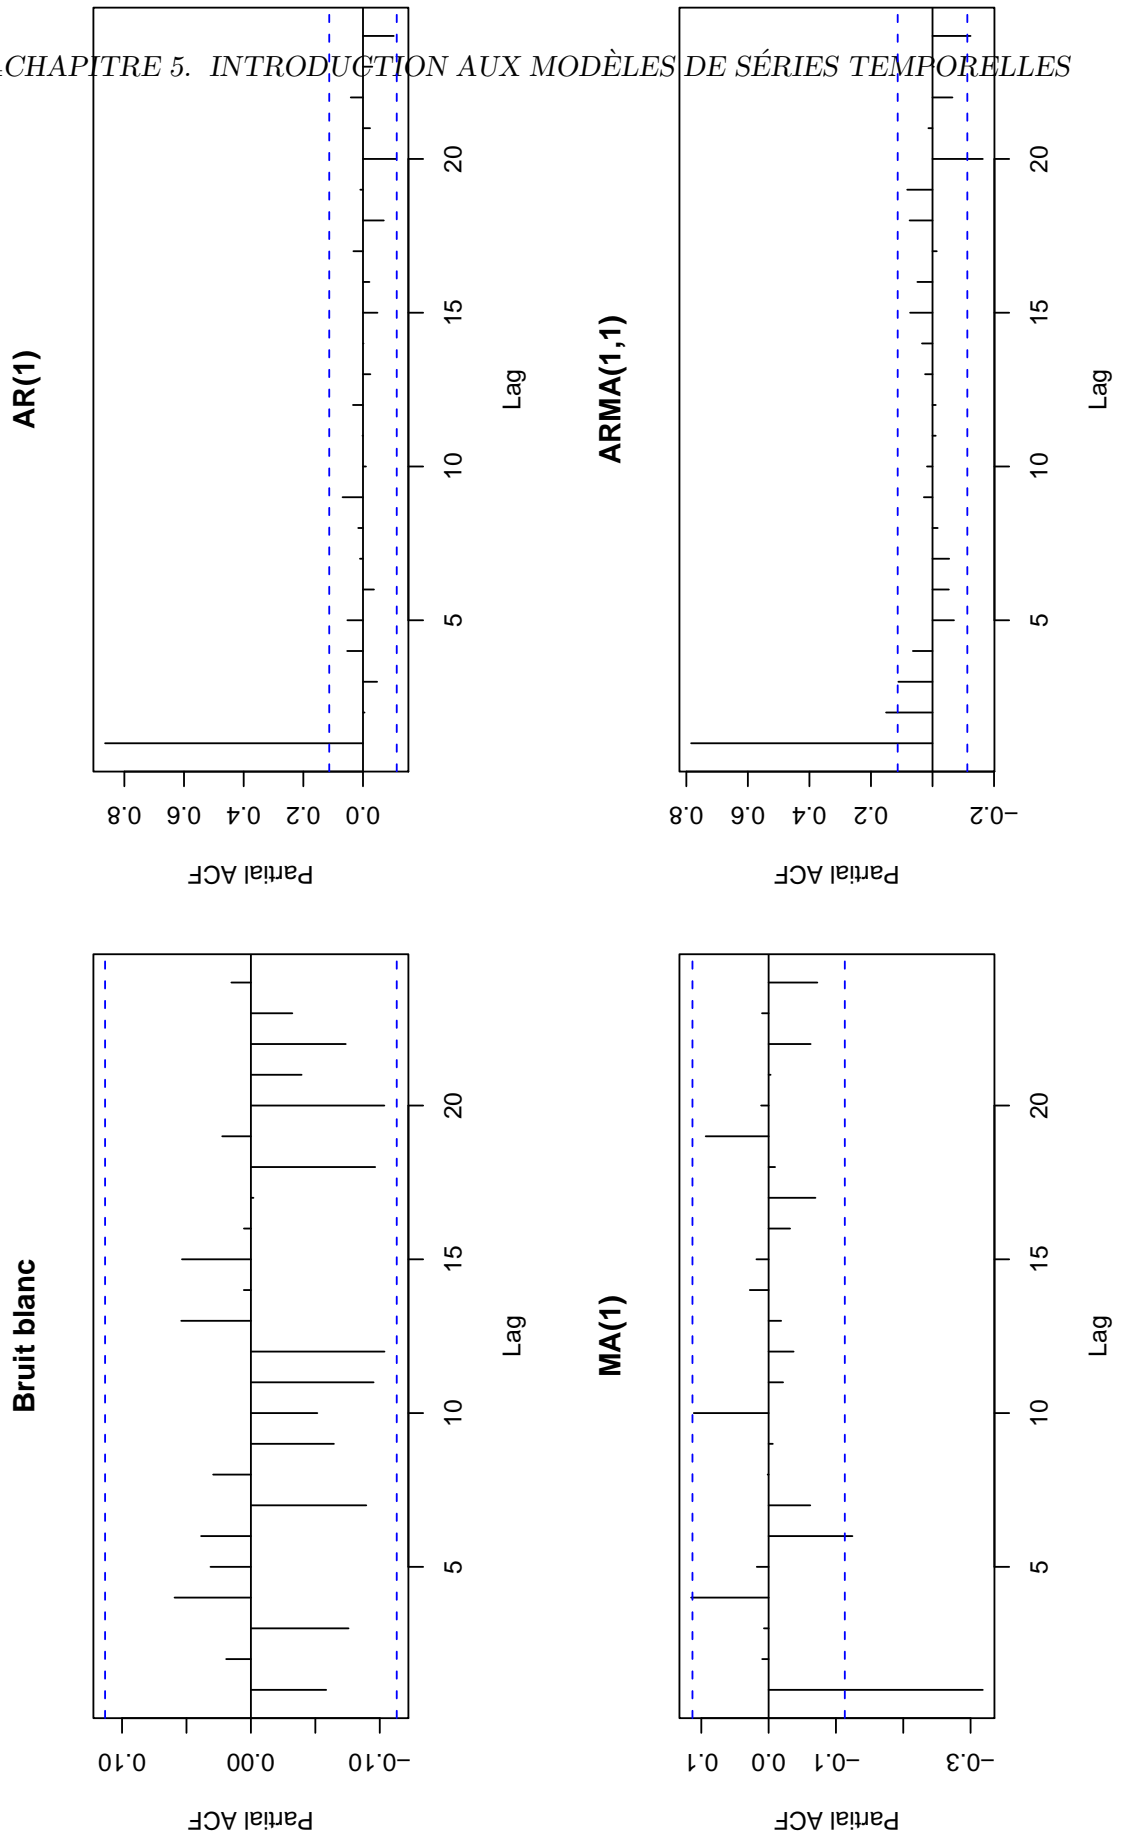 CHAPITRE 5. INTRODUCTION AUX MODÈLES DE SÉRIES TEMPORELLES
Bruit blanc
Partial ACF
0.10
0.00
−0.10
5
10
15
20
Lag
AR(1)
Partial ACF
0.8
0.6
0.4
0.2
0.0
5
10
15
20
Lag
MA(1)
Partial ACF
0.1
0.0
−0.1
−0.3
5
10
15
20
Lag
ARMA(1,1)
Partial ACF
0.8
0.6
0.4
0.2
−0.2
5
10
15
20
Lag